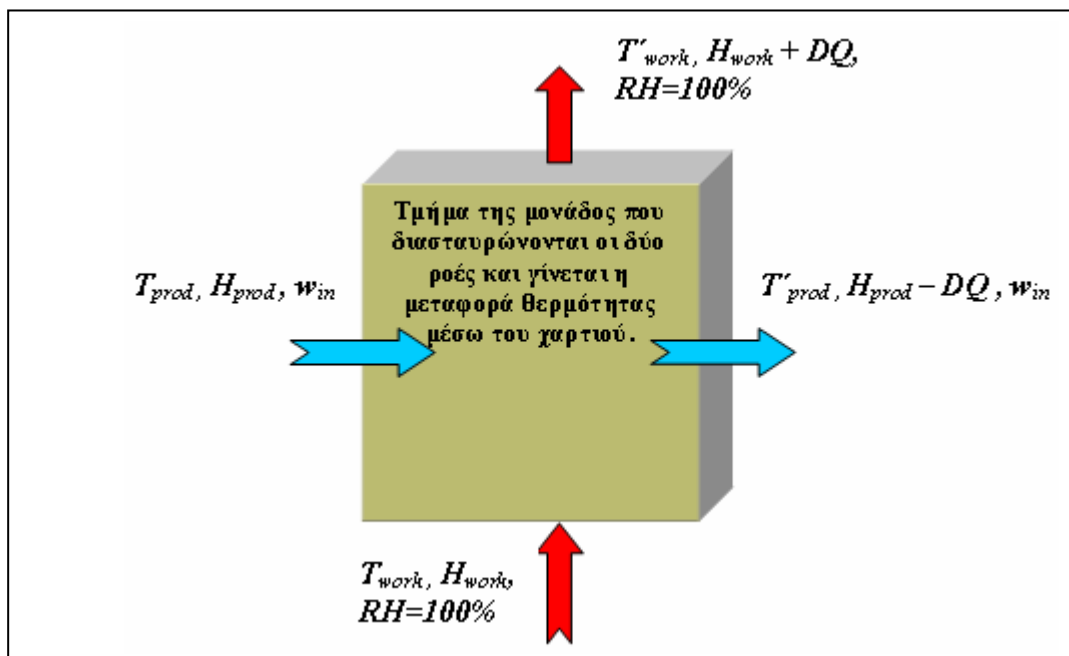 T´work, Hwork + DQ,
RH=100%
Τμήμα της μονάδος που
διασταυρώνονται οι δύο
ροές και γίνεται η
μεταφορά θερμότητας
μέσω του χαρτιού.
Tprod, Hprod, win
T´prod, Hprod – DQ , win
Twork, Hwork,
RH=100%